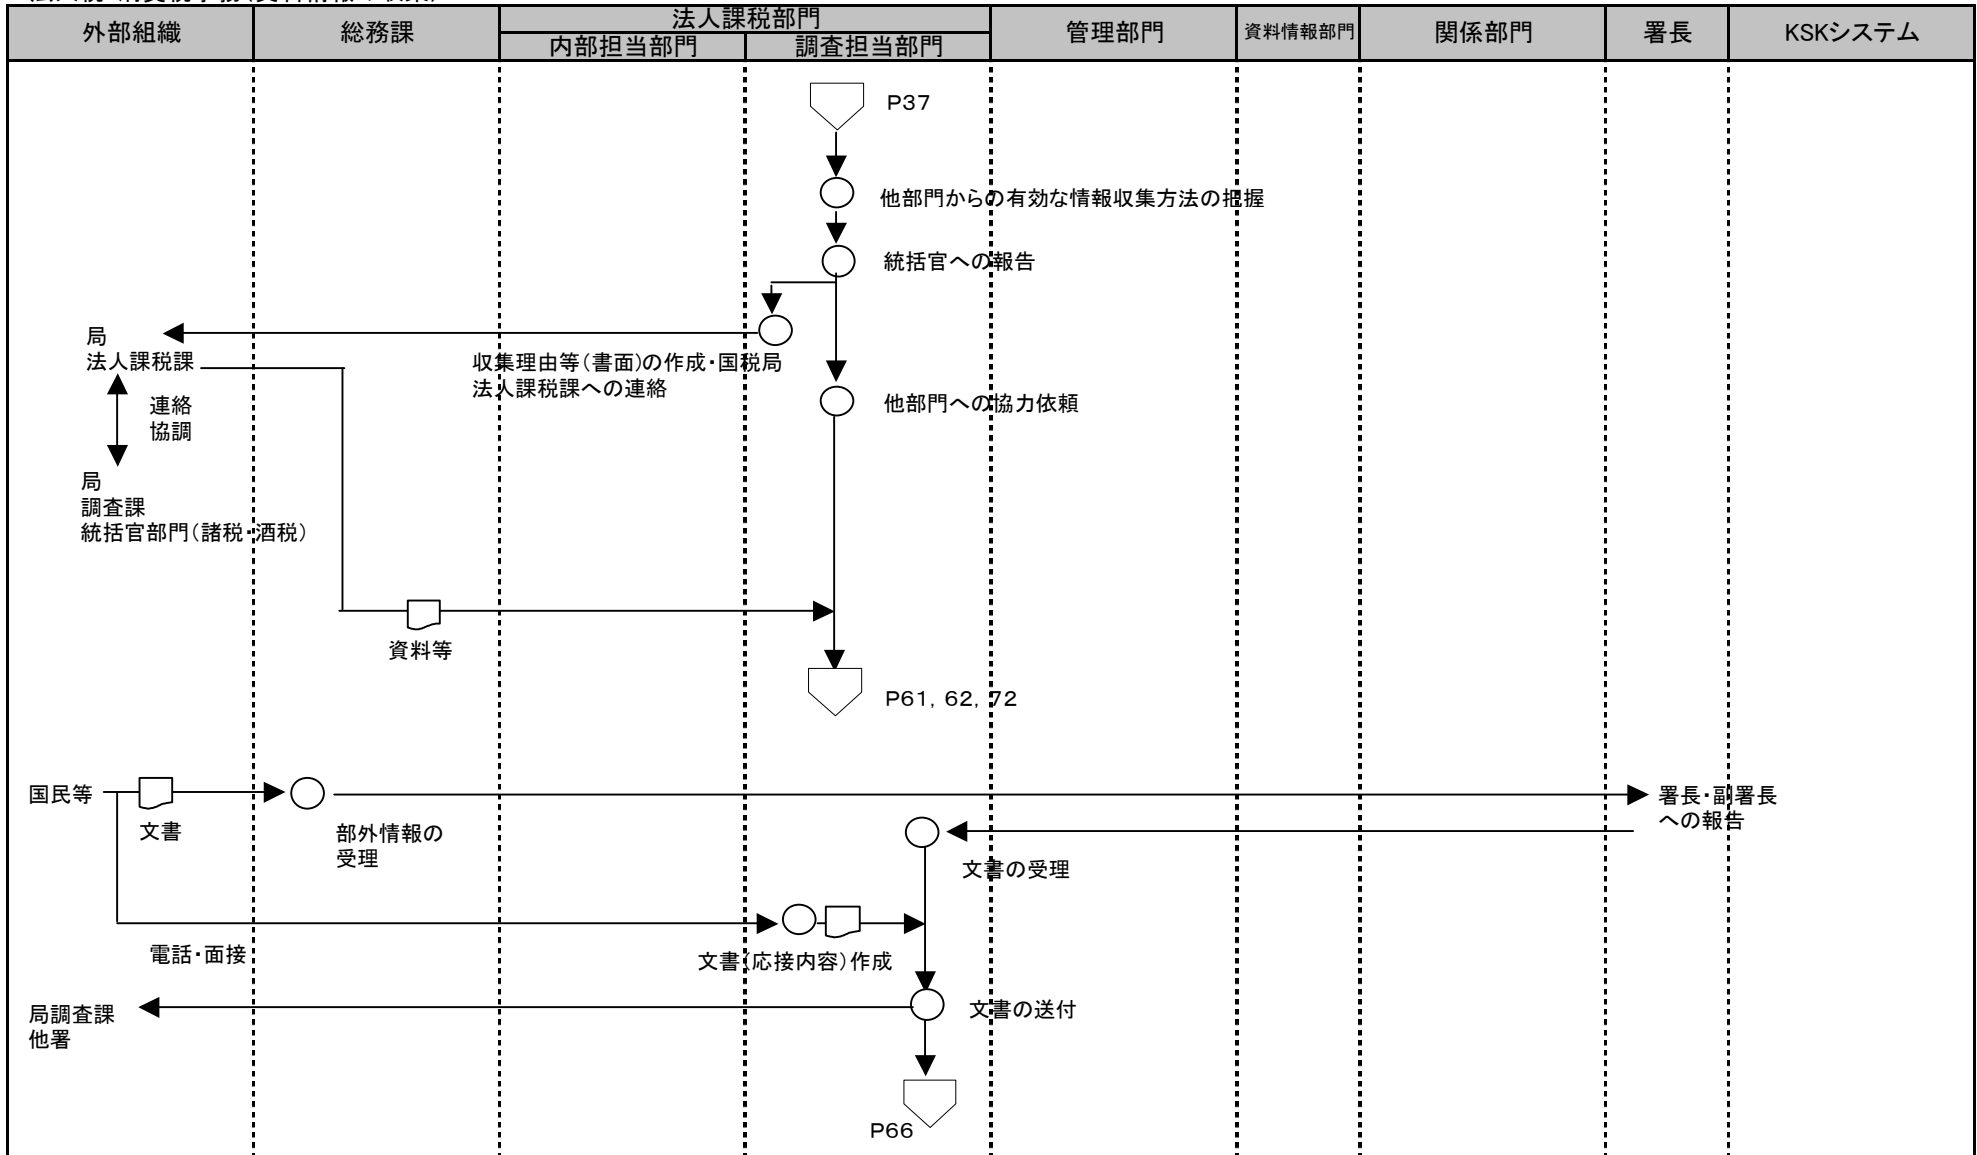 外部組織
総務課
法人課税部門
内部担当部門
調査担当部門
管理部門
資料情報部門
関係部門
署長
KSKシステム
P37
他部門からの有効な情報収集方法の把握
統括官への報告
局
法人課税課
収集理由等(書面)の作成・国税局
法人課税課への連絡
連絡
協調
他部門への協力依頼
局
調査課
統括官部門(諸税・酒税)
資料等
P61, 62, 72
国民等
文書
部外情報の
受理
署長・副署長
への報告
文書の受理
電話・面接
文書(応接内容)作成
局調査課
他署
文書の送付
P66